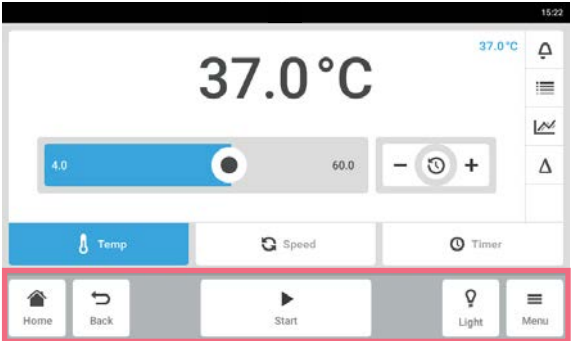 15:22
37.0°C
37.0°C
4.0 60.0
Temp Speed Timer
Home Back Start Light Menu